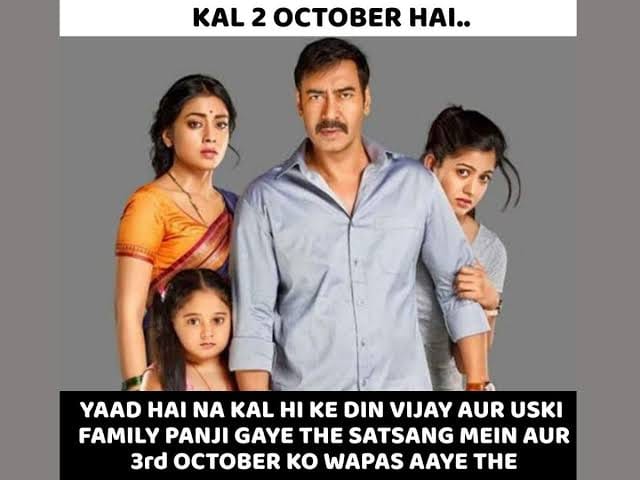 KAL 2 OCTOBER HAI..
YAAD HAI NA KAL HI KE DIN VIJAY AUR USKI
FAMILY PANJI GAYE THE SATSANG MEIN AUR
3rd OCTOBER KO WAPAS AAYE THE